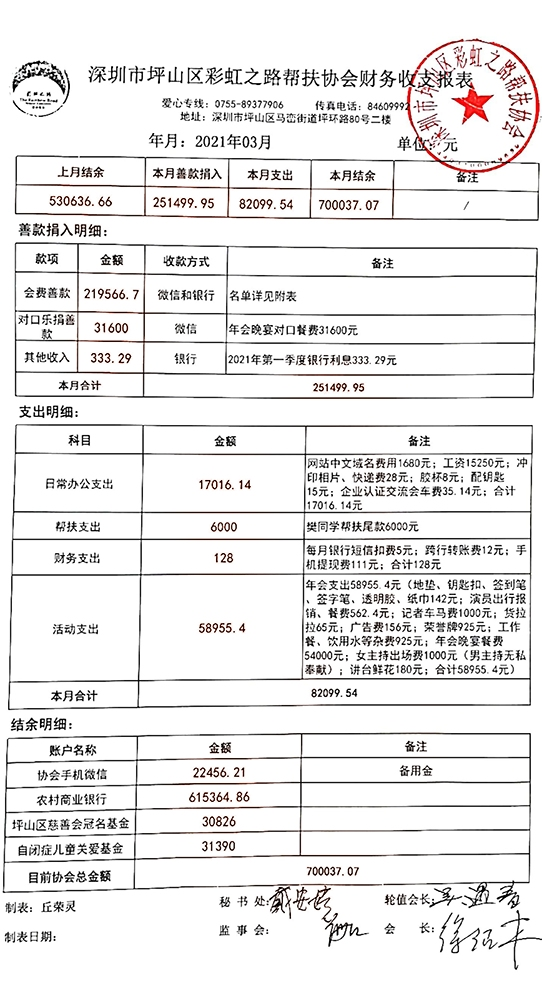 深圳市坪山区彩虹之路帮扶协会财务收支报表
爱心专线：0755-89377906 传真电话：84609992
地址：深圳市坪山区马峦街道坪环路80号二楼
年月：2021年03月 单位：元
深圳市坪山区彩虹之路帮扶协会
上月结余 本月善款捐入 本月支出 本月结余 备注
530636.66 251499.95 82099.54 700037.07 /
善款捐入明细：
款项 金额 收款方式 备注
会费善款 219566.7 微信和银行 名单详见附表
对口乐捐善款 31600 微信 年会晚宴对口餐费31600元
其他收入 333.29 银行 2021年第一季度银行利息333.29元
本月合计 251499.95
支出明细：
科目 金额 备注
日常办公支出 17016.14 网站中文域名费用1680元；工资15250元；冲
印相片、快递费28元；胶杯8元；配钥匙
15元；企业认证交流会车费35.14元；合计
17016.14元
帮扶支出 6000 樊同学帮扶尾款6000元
财务支出 128 每月银行短信扣费5元；跨行转账费12元；手
机提现费111元；合计128元
活动支出 58955.4 年会支出58955.4元（地垫、钥匙扣、签到笔
、签字笔、透明胶、纸巾142元；演员出行报
销、餐费562.4元；记者车马费1000元；货拉
拉65元；广告费156元；荣誉牌925元；工作
餐、饮用水等杂费925元；年会晚宴餐费
54000元；女主持出场费1000元（男主持无私
奉献）；讲台鲜花180元；合计58955.4元）
本月合计 82099.54
结余明细：
账户名称 金额 备注
协会手机微信 22456.21 备用金
农村商业银行 615364.86
坪山区慈善会冠名基金 30826
自闭症儿童关爱基金 31390
目前协会总金额 700037.07
制表：丘荣灵 秘书处： 轮值会长：
制表日期： 监事会： 会长：